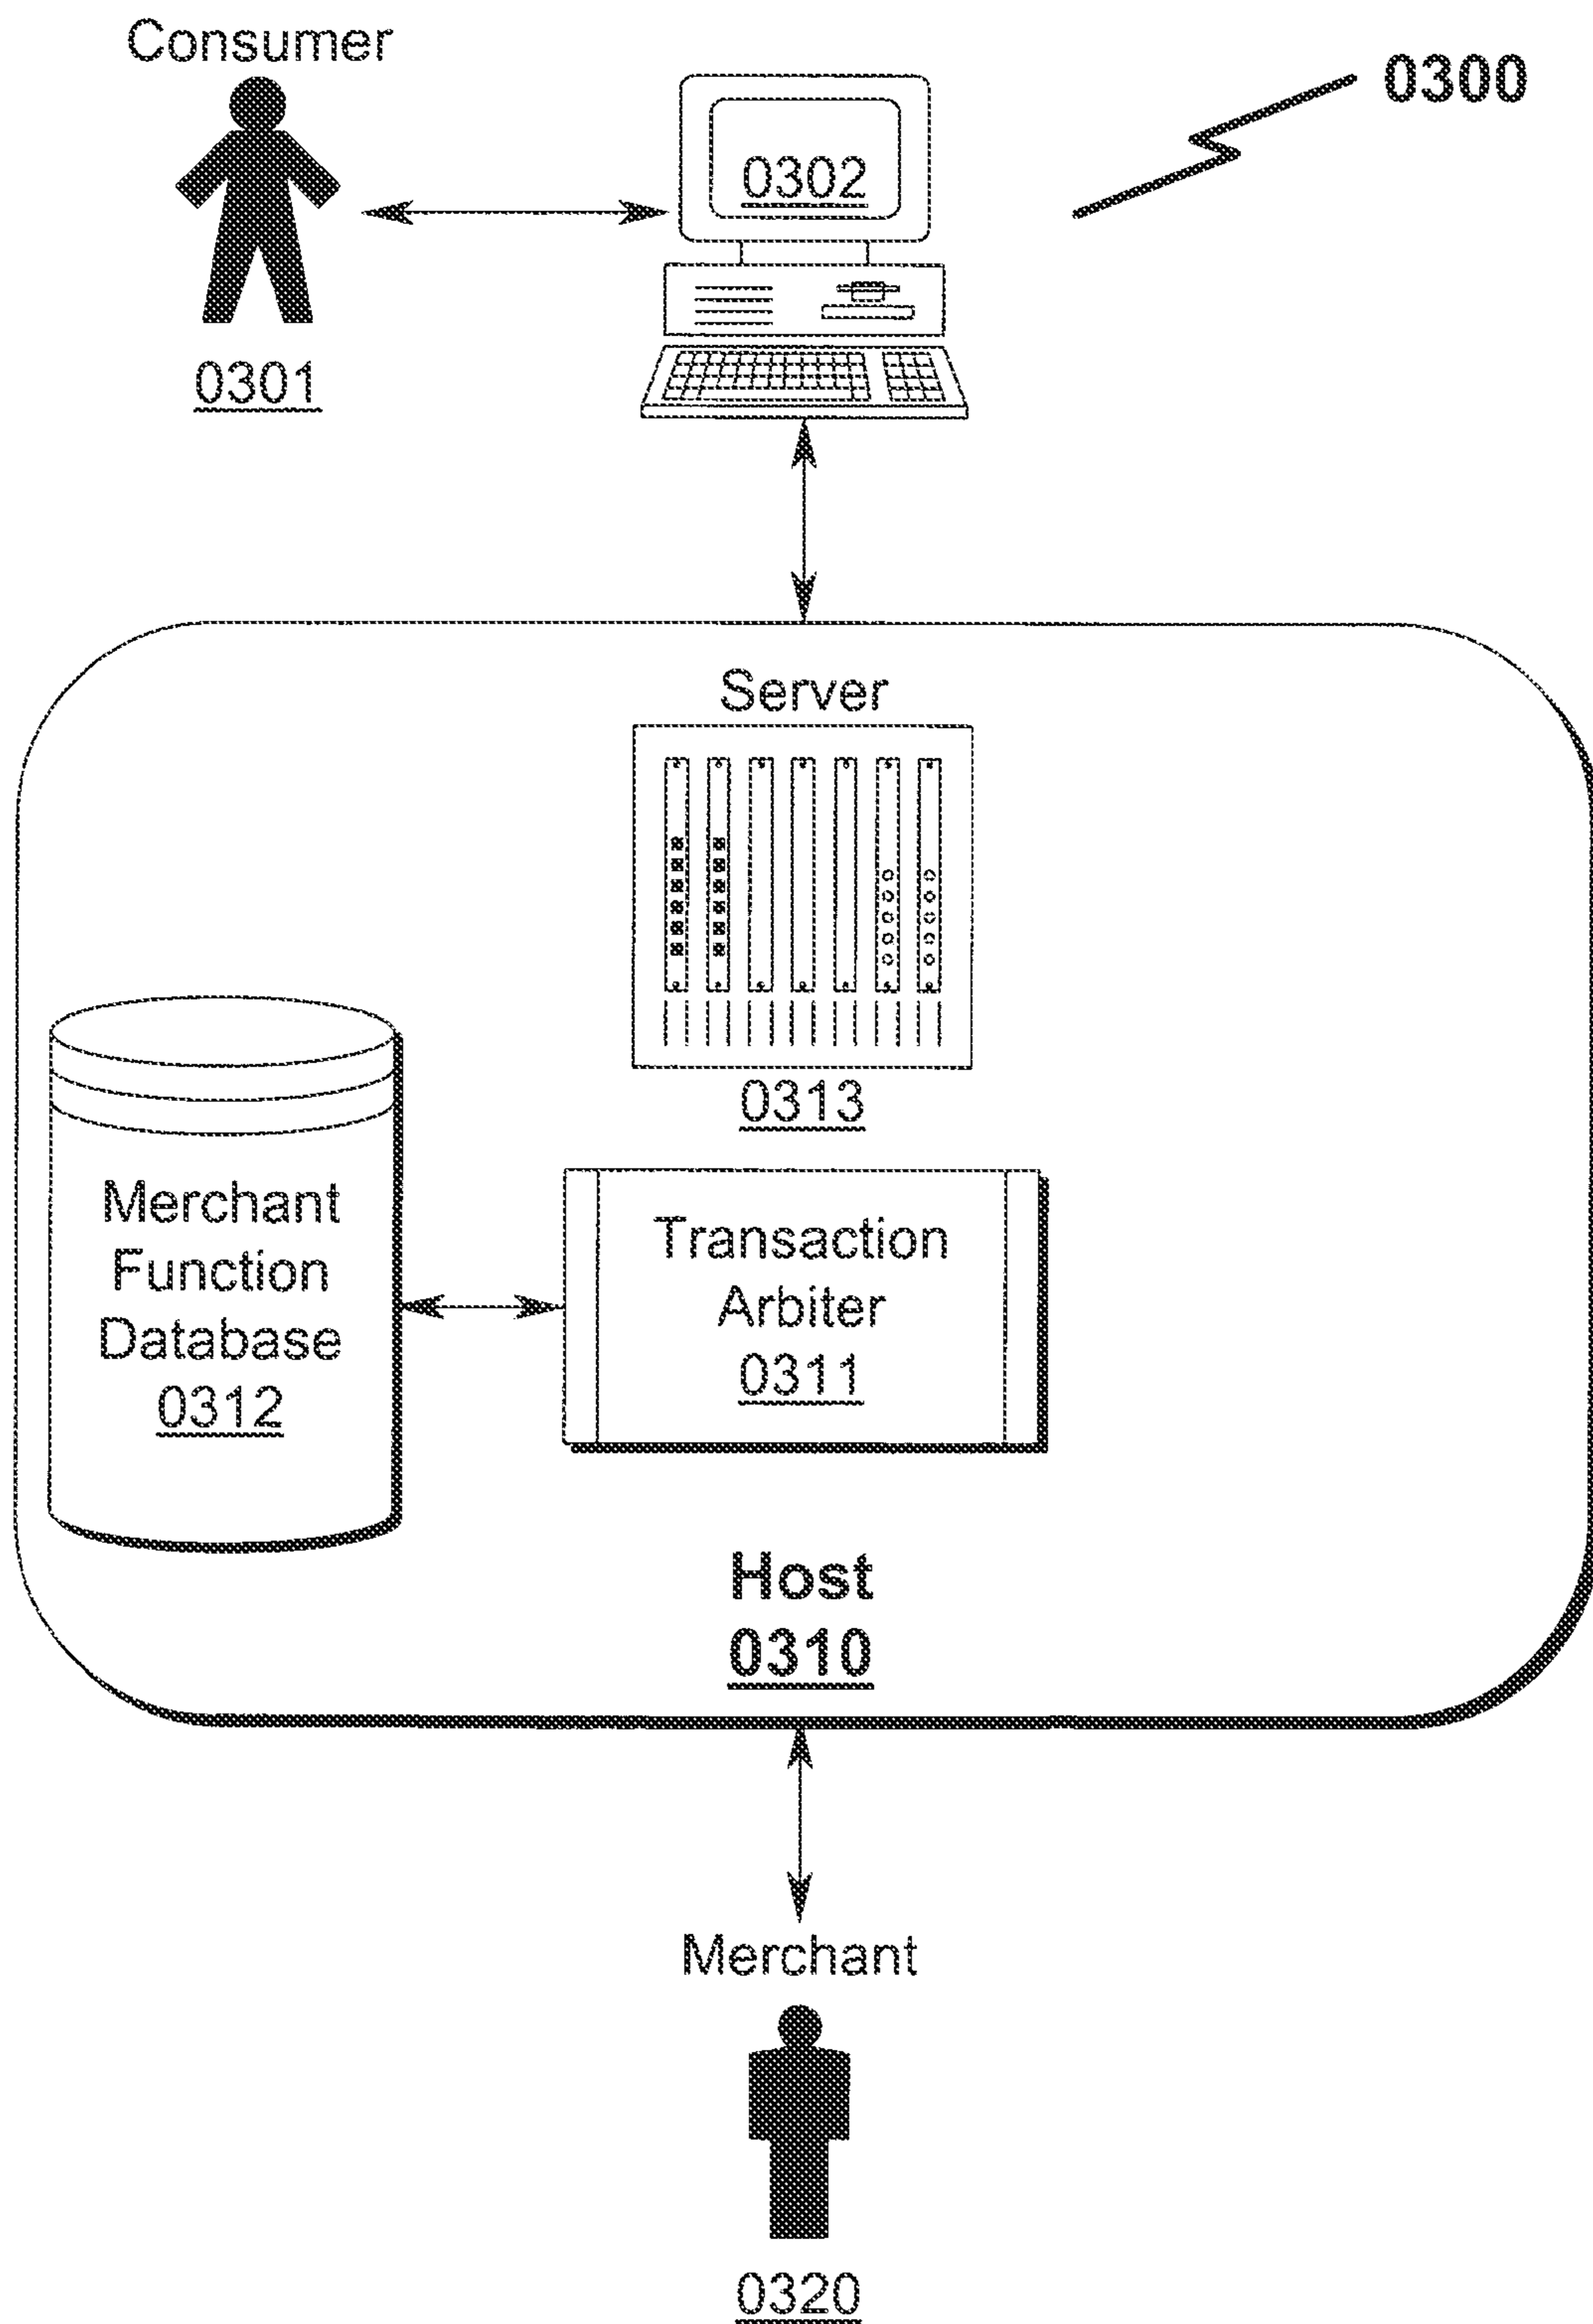 Consumer
0300
0302
0301
Server
0313
Merchant
Function
Database
0312
Transaction
Arbiter
0311
Host
0310
Merchant
0320